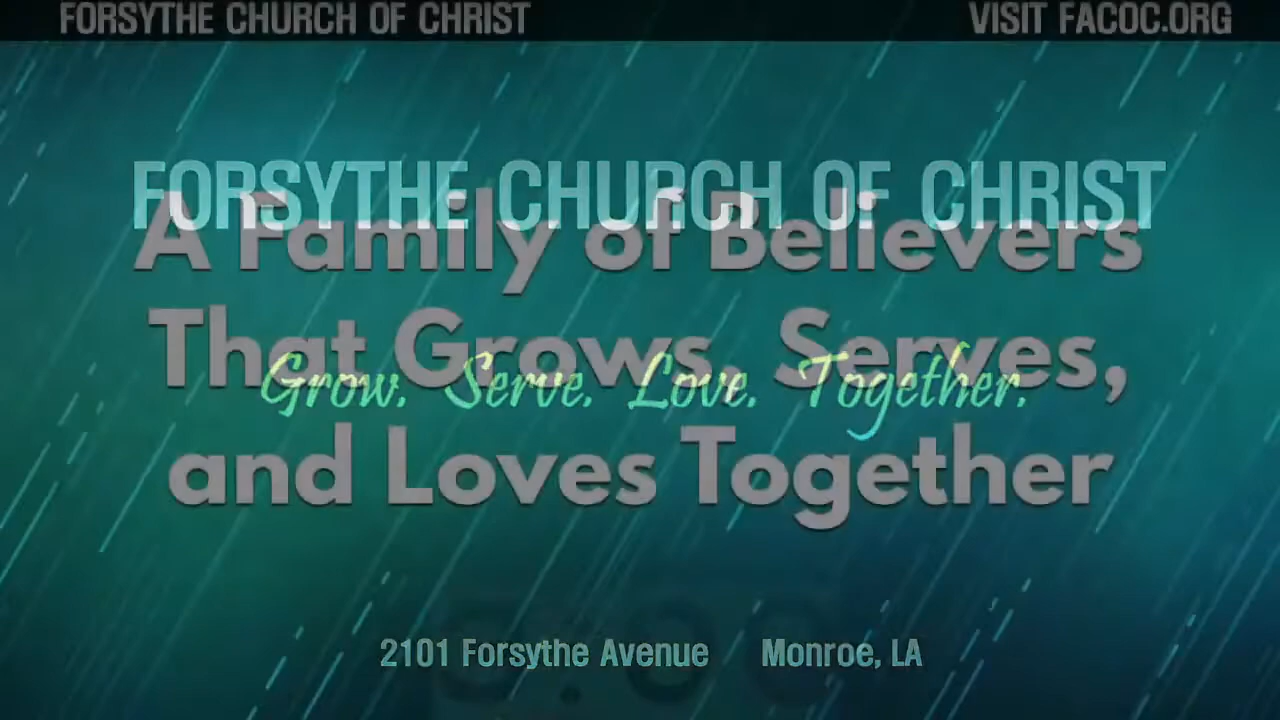 FORSYTHE CHURCH OF CHRIST VISIT FACOC.ORG
FORSYTHE CHURCH OF CHRIST
A Family of Believers
That Grows, Serves,
Grow. Serve. Love. Together.
and Loves Together
2101 Forsythe Avenue Monroe, LA